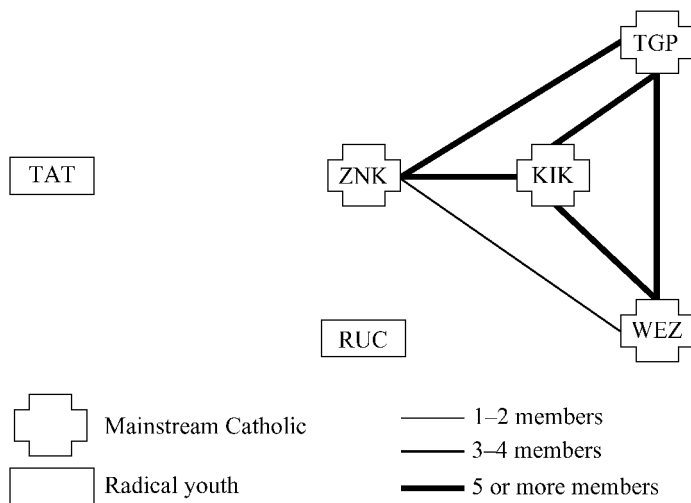 TGP
TAT
ZNK
KIK
RUC
WEZ
Mainstream Catholic
Radical youth
1–2 members
3–4 members
5 or more members